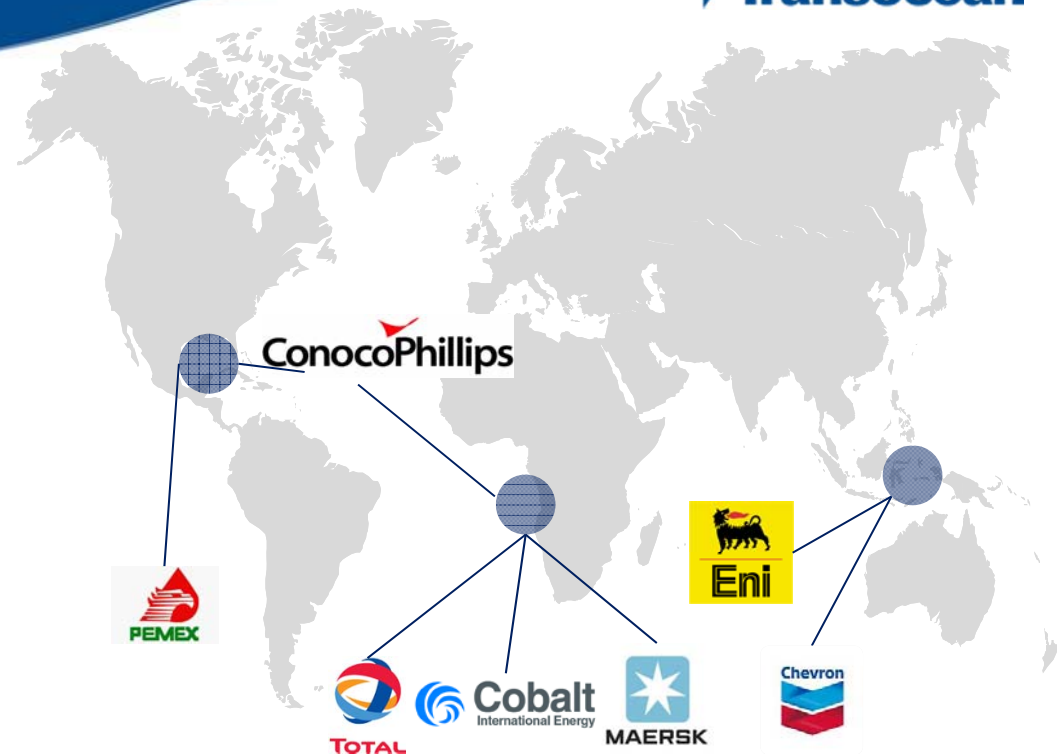 Transocean
ConocoPhillips
PEMEX
Eni
TOTAL
Cobalt
International Energy
MAERSK
Chevron